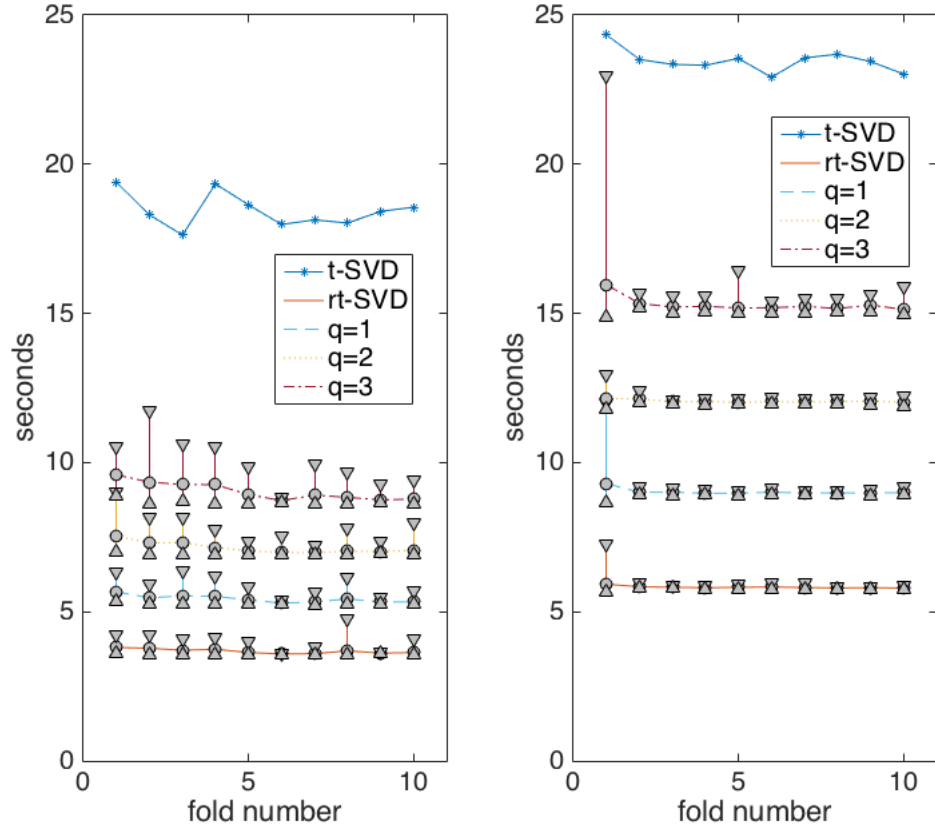 25
20
15
10
5
0
seconds
t-SVD
rt-SVD
q=1
q=2
q=3
0
5
10
fold number
25
20
15
10
5
0
seconds
t-SVD
rt-SVD
q=1
q=2
q=3
0
5
10
fold number